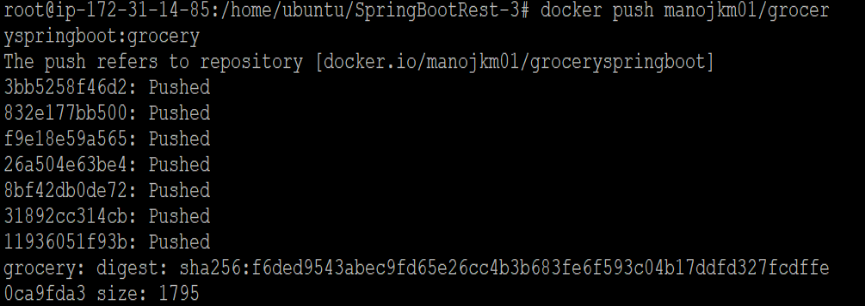 root@ip-172-31-14-85:/home/ubuntu/SpringBootRest-3# docker push manojkm01/grocer
yspringboot:grocery
The push refers to repository [docker.io/manojkm01/groceryspringboot]
3bb5258f46d2: Pushed
832e177bb500: Pushed
f9e18e59a565: Pushed
26a504e63be4: Pushed
8bf42db0de72: Pushed
31892cc314cb: Pushed
11936051f93b: Pushed
grocery: digest: sha256:f6ded9543abec9fd65e26cc4b3b683fe6f593c04b17ddfd327fcdffe
0ca9fda3 size: 1795